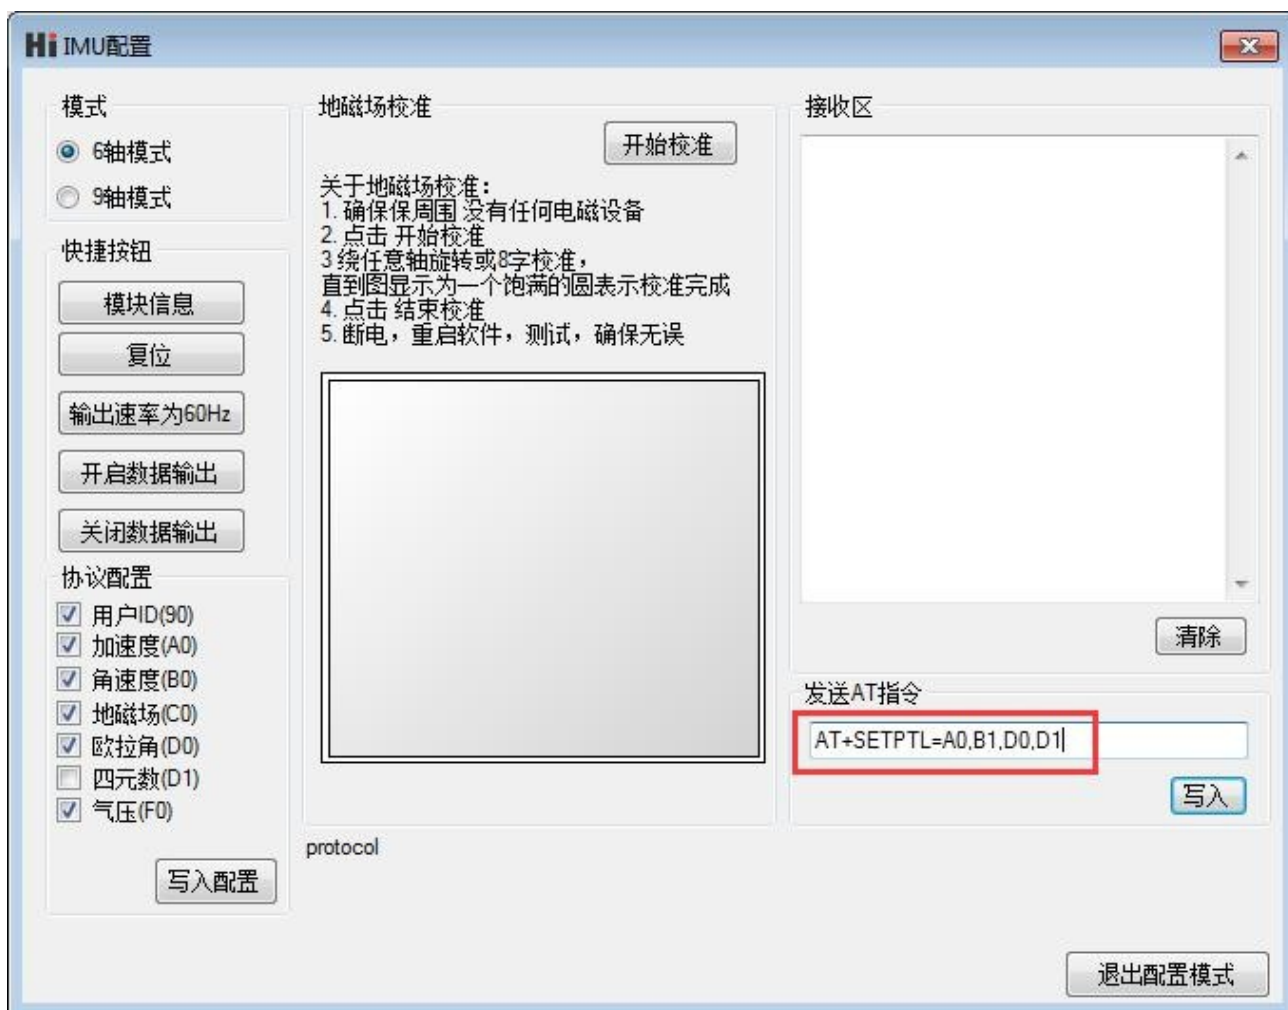 Hi IMU配置
模式
6轴模式
9轴模式
快捷按钮
模块信息
复位
输出速率为60Hz
开启数据输出
关闭数据输出
协议配置
用户ID(90)
加速度(A0)
角速度(B0)
地磁场(C0)
欧拉角(D0)
四元数(D1)
气压(F0)
写入配置
地磁场校准
开始校准
关于地磁场校准：
1. 确保保周围 没有任何电磁设备
2. 点击 开始校准
3 绕任意轴旋转或8字校准，
直到图显示为一个饱满的圆表示校准完成
4. 点击 结束校准
5. 断电，重启软件，测试，确保无误
protocol
接收区
清除
发送AT指令
AT+SETPTL=A0,B1,D0,D1
写入
退出配置模式